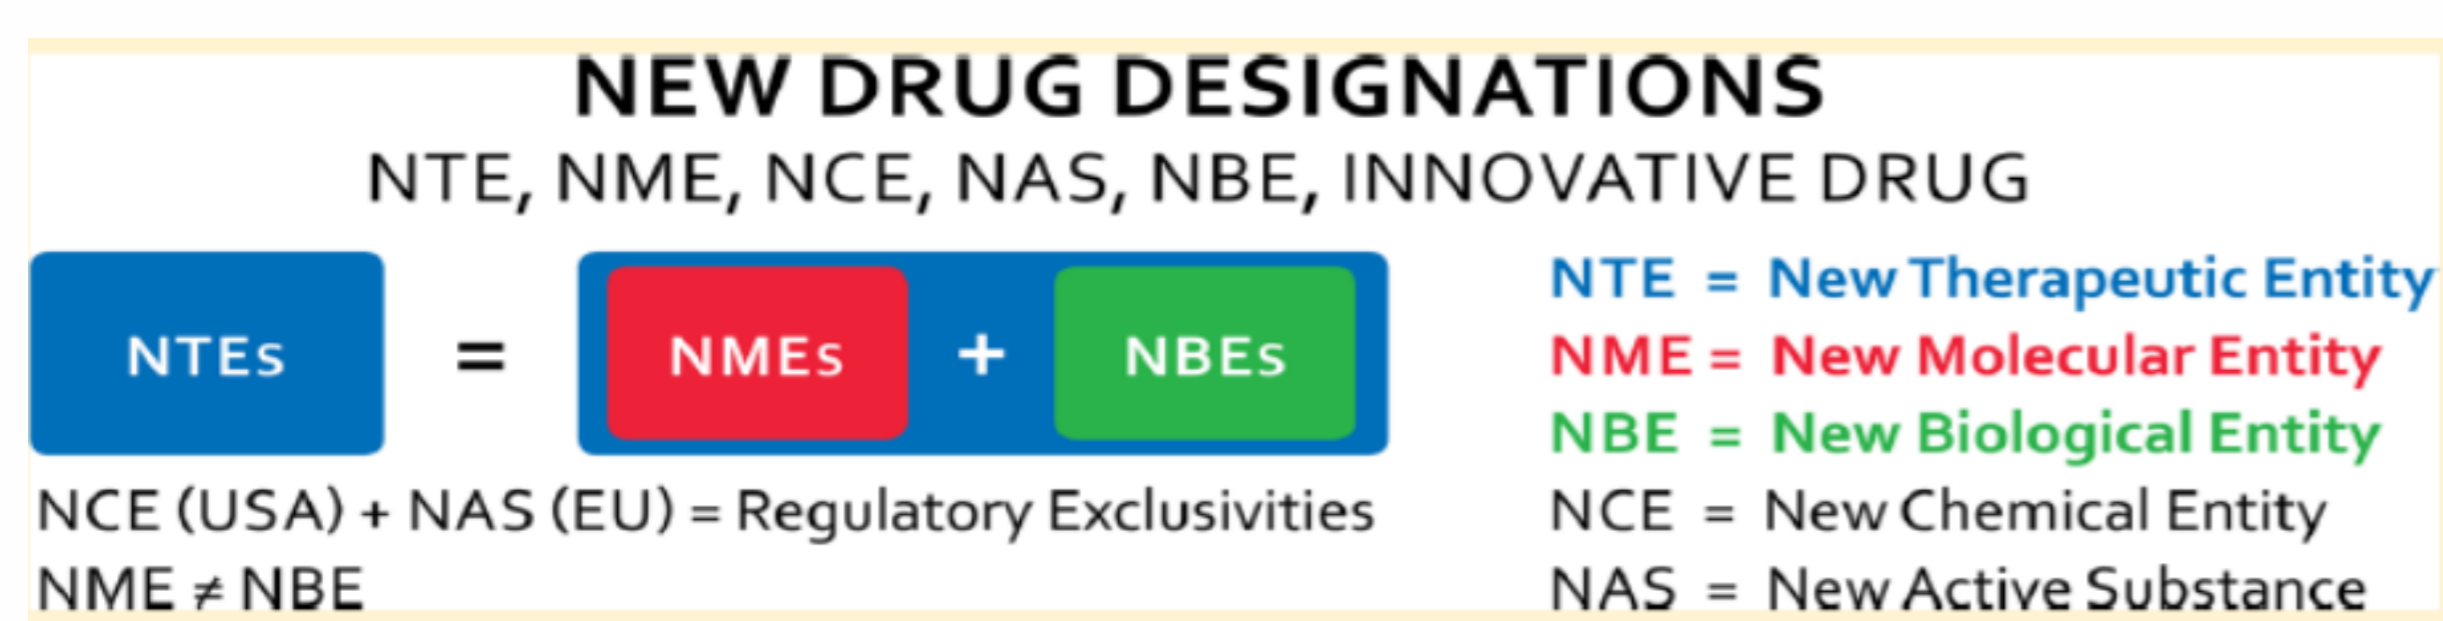 NEW DRUG DESIGNATIONS
NTE, NME, NCE, NAS, NBE, INNOVATIVE DRUG
NTEs = NMEs + NBEs
NCE (USA) + NAS (EU) = Regulatory Exclusivities
NME ≠ NBE
NTE = New Therapeutic Entity
NME = New Molecular Entity
NBE = New Biological Entity
NCE = New Chemical Entity
NAS = New Active Substance